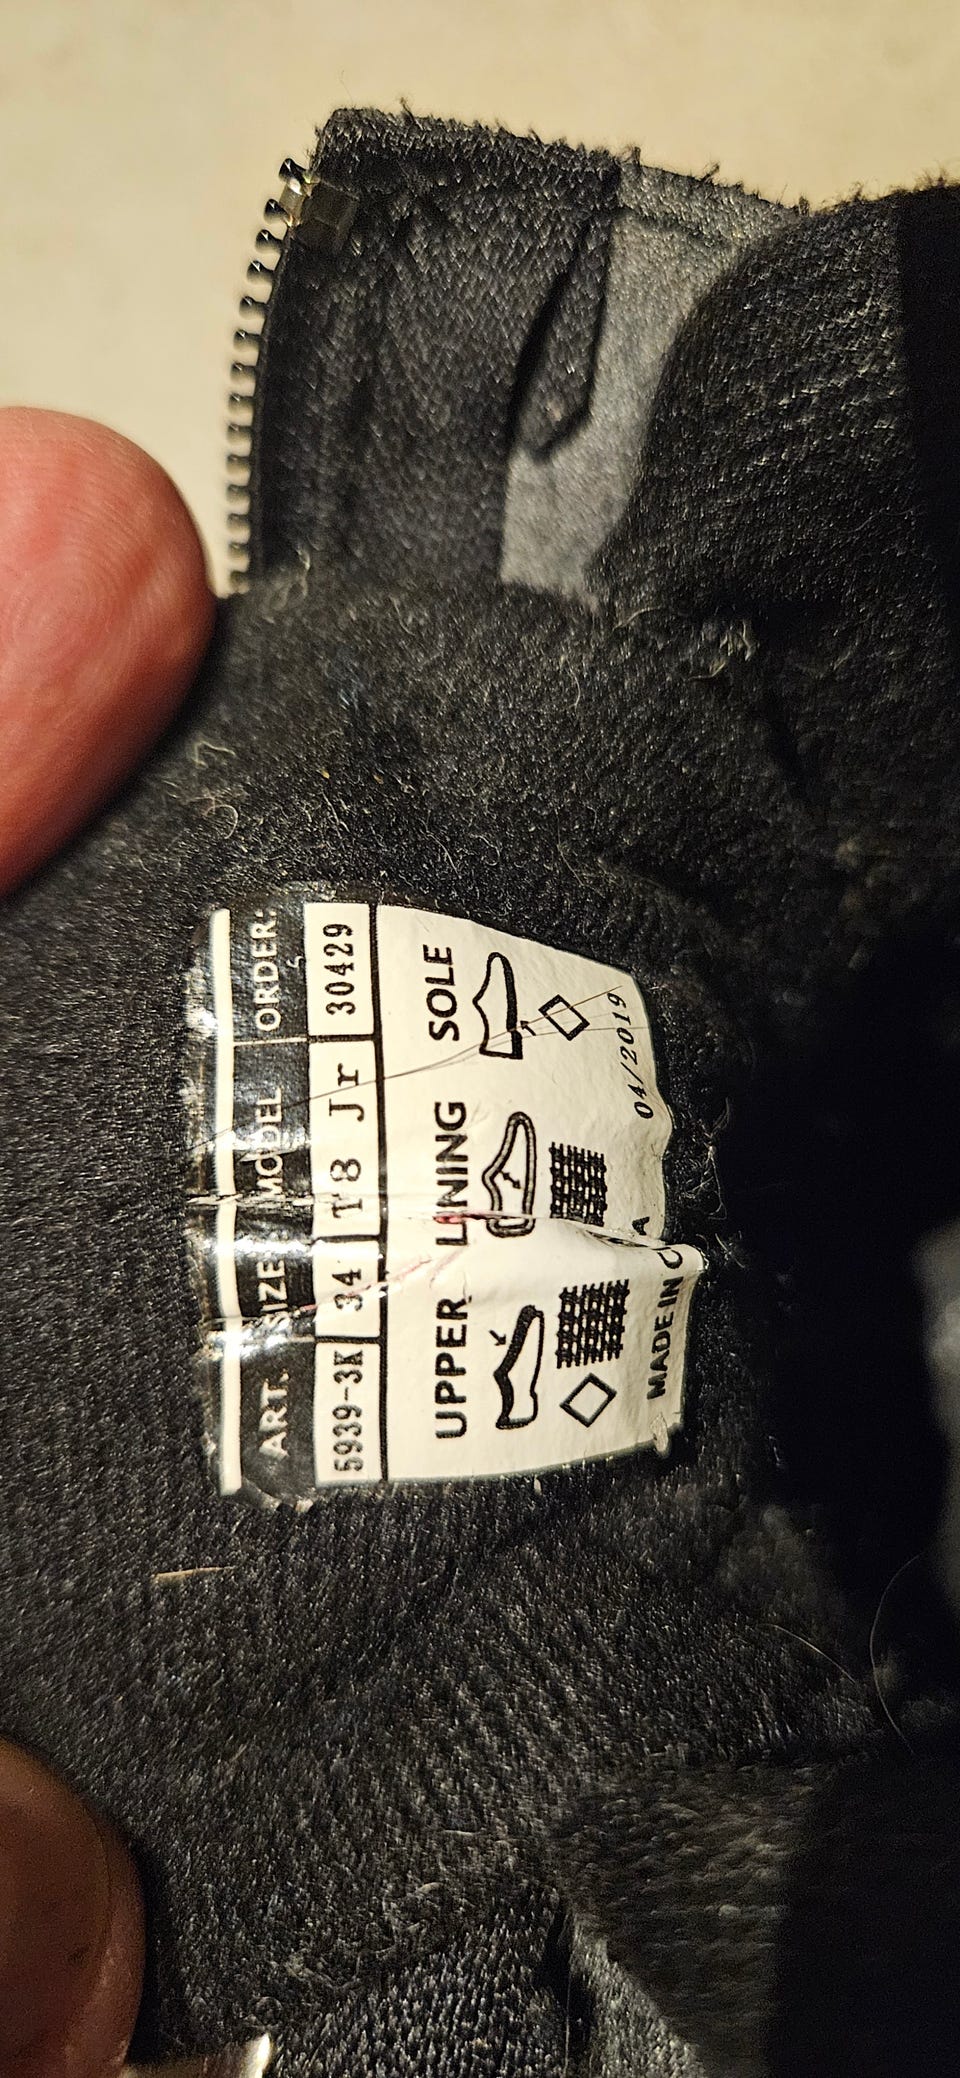 ART. SIZE MODEL ORDER:
5939-3K 34 T8 Jr 30429
UPPER LINING SOLE
MADE IN
04/2019